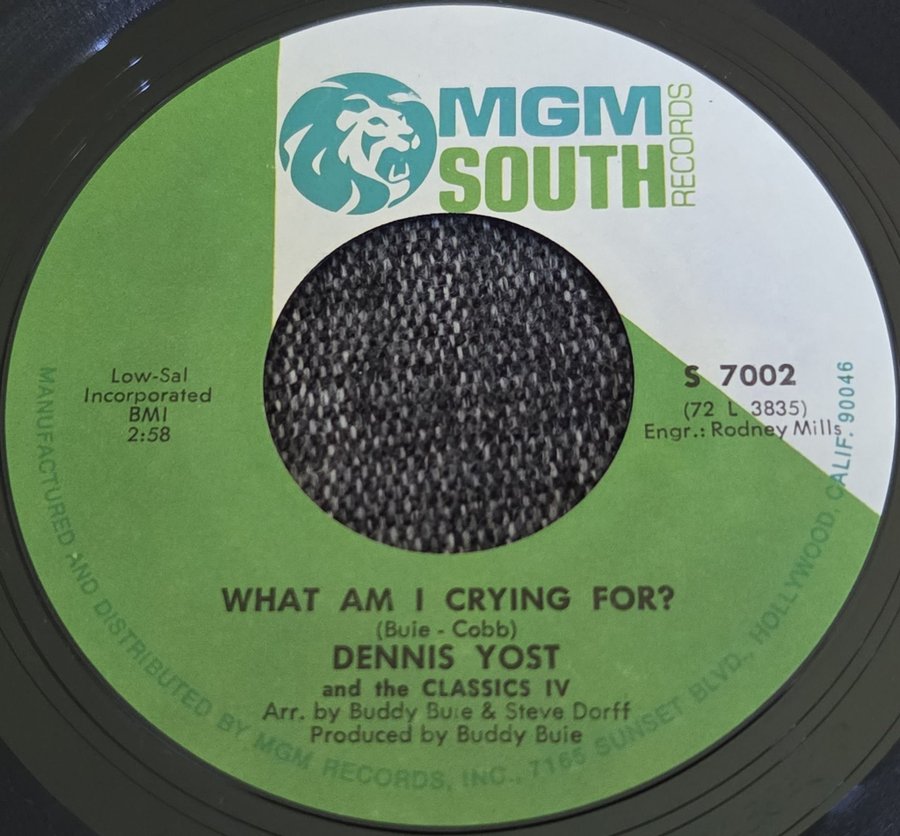 MGM
SOUTH
RECORDS
Low-Sal
Incorporated
BMI
2:58
S 7002
(72 L 3835)
Engr.: Rodney Mills
WHAT AM I CRYING FOR?
(Buie - Cobb)
DENNIS YOST
and the CLASSICS IV
Arr. by Buddy Buie & Steve Dorff
Produced by Buddy Buie
MANUFACTURED AND DISTRIBUTED BY MGM RECORDS, INC., 7165 SUNSET BLVD., HOLLYWOOD, CALIF. 90046